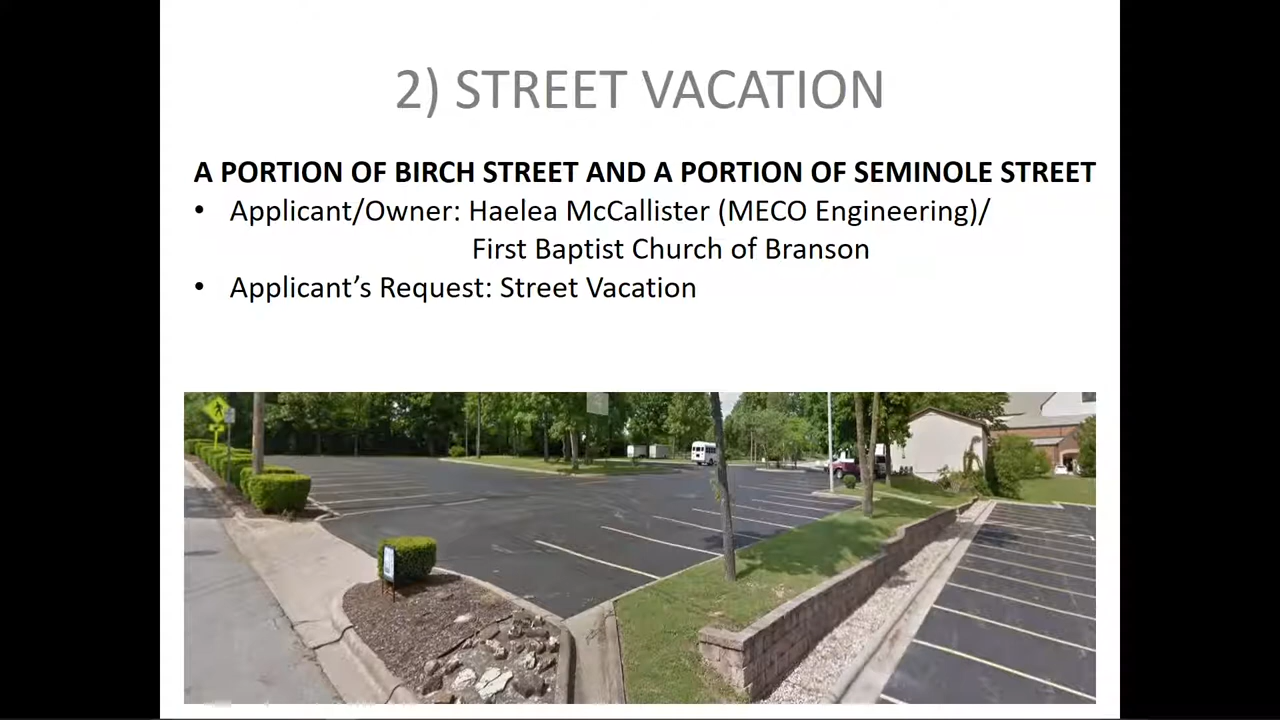 2) STREET VACATION
A PORTION OF BIRCH STREET AND A PORTION OF SEMINOLE STREET
• Applicant/Owner: Haelea McCallister (MECO Engineering)/
First Baptist Church of Branson
• Applicant’s Request: Street Vacation